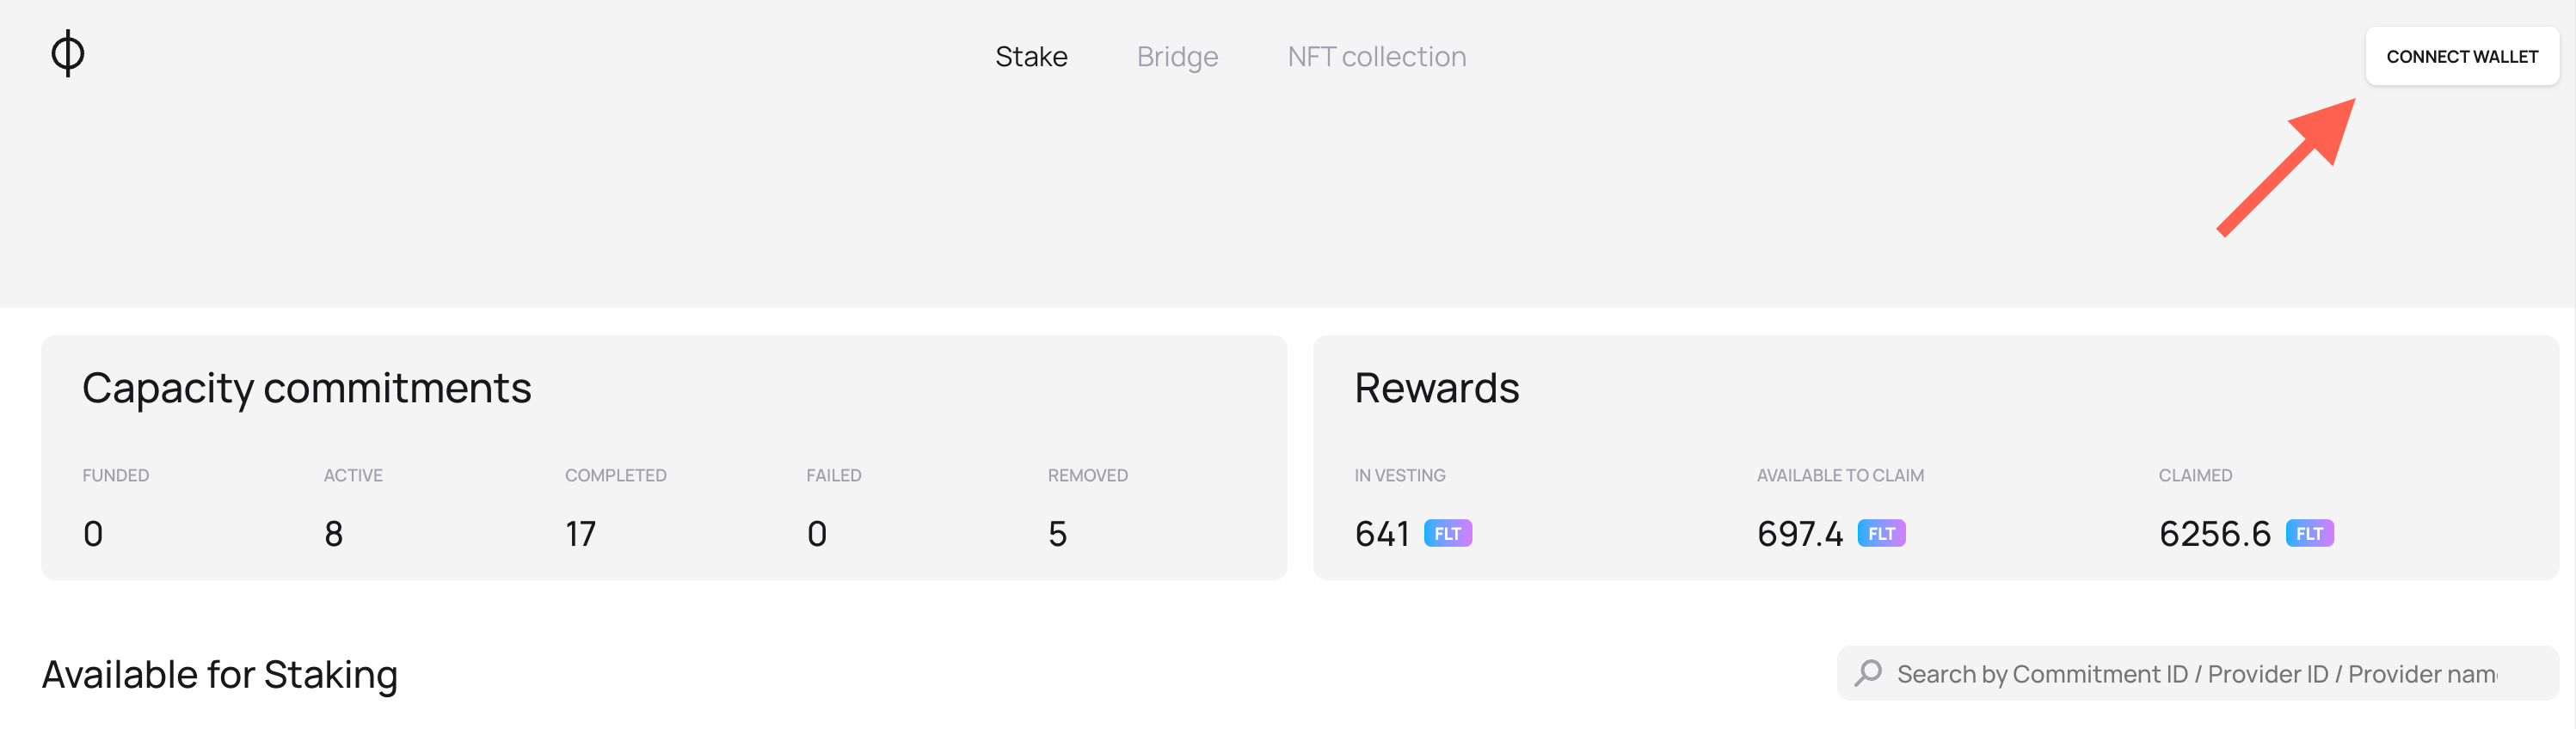 Stake Bridge NFT collection CONNECT WALLET
Capacity commitments
FUNDED ACTIVE COMPLETED FAILED REMOVED
0 8 17 0 5
Rewards
IN VESTING AVAILABLE TO CLAIM CLAIMED
641 FLT 697.4 FLT 6256.6 FLT
Available for Staking
Search by Commitment ID / Provider ID / Provider nam